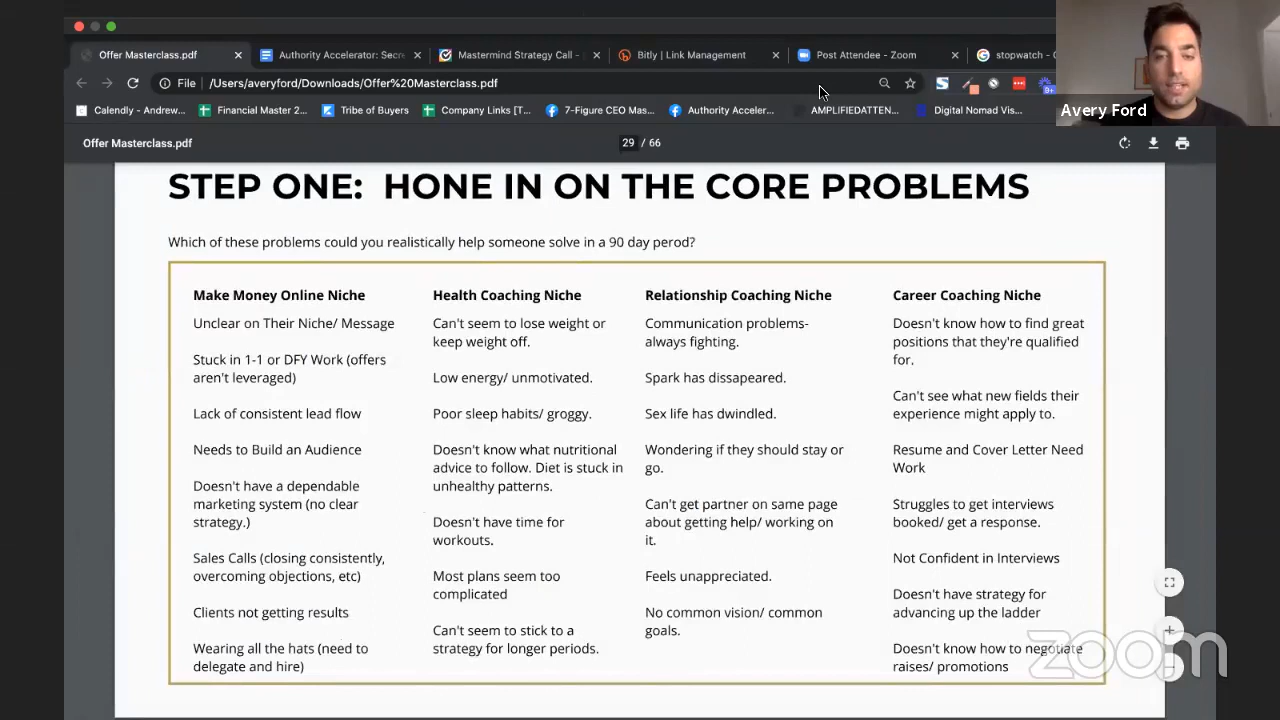 Offer Masterclass.pdf
Authority Accelerator: Secre
Mastermind Strategy Call -
Bitly | Link Management
Post Attendee - Zoom
stopwatch -
File
/Users/averyford/Downloads/Offer%20Masterclass.pdf
9+
Calendly - Andrew...
Financial Master 2...
Tribe of Buyers
Company Links [T...
7-Figure CEO Mas...
Authority Acceler...
AMPLIFIEDATTEN...
Digital Nomad Vis...
Avery Ford
Offer Masterclass.pdf
29 / 66
STEP ONE: HONE IN ON THE CORE PROBLEMS
Which of these problems could you realistically help someone solve in a 90 day perod?
Make Money Online Niche
Unclear on Their Niche/ Message
Stuck in 1-1 or DFY Work (offers
aren't leveraged)
Lack of consistent lead flow
Needs to Build an Audience
Doesn't have a dependable
marketing system (no clear
strategy.)
Sales Calls (closing consistently,
overcoming objections, etc)
Clients not getting results
Wearing all the hats (need to
delegate and hire)
Health Coaching Niche
Can't seem to lose weight or
keep weight off.
Low energy/ unmotivated.
Poor sleep habits/ groggy.
Doesn't know what nutritional
advice to follow. Diet is stuck in
unhealthy patterns.
Doesn't have time for
workouts.
Most plans seem too
complicated
Can't seem to stick to a
strategy for longer periods.
Relationship Coaching Niche
Communication problems-
always fighting.
Spark has dissapeared.
Sex life has dwindled.
Wondering if they should stay or
go.
Can't get partner on same page
about getting help/ working on
it.
Feels unappreciated.
No common vision/ common
goals.
Career Coaching Niche
Doesn't know how to find great
positions that they're qualified
for.
Can't see what new fields their
experience might apply to.
Resume and Cover Letter Need
Work
Struggles to get interviews
booked/ get a response.
Not Confident in Interviews
Doesn't have strategy for
advancing up the ladder
Doesn't know how to negotiate
raises/ promotions
zoom